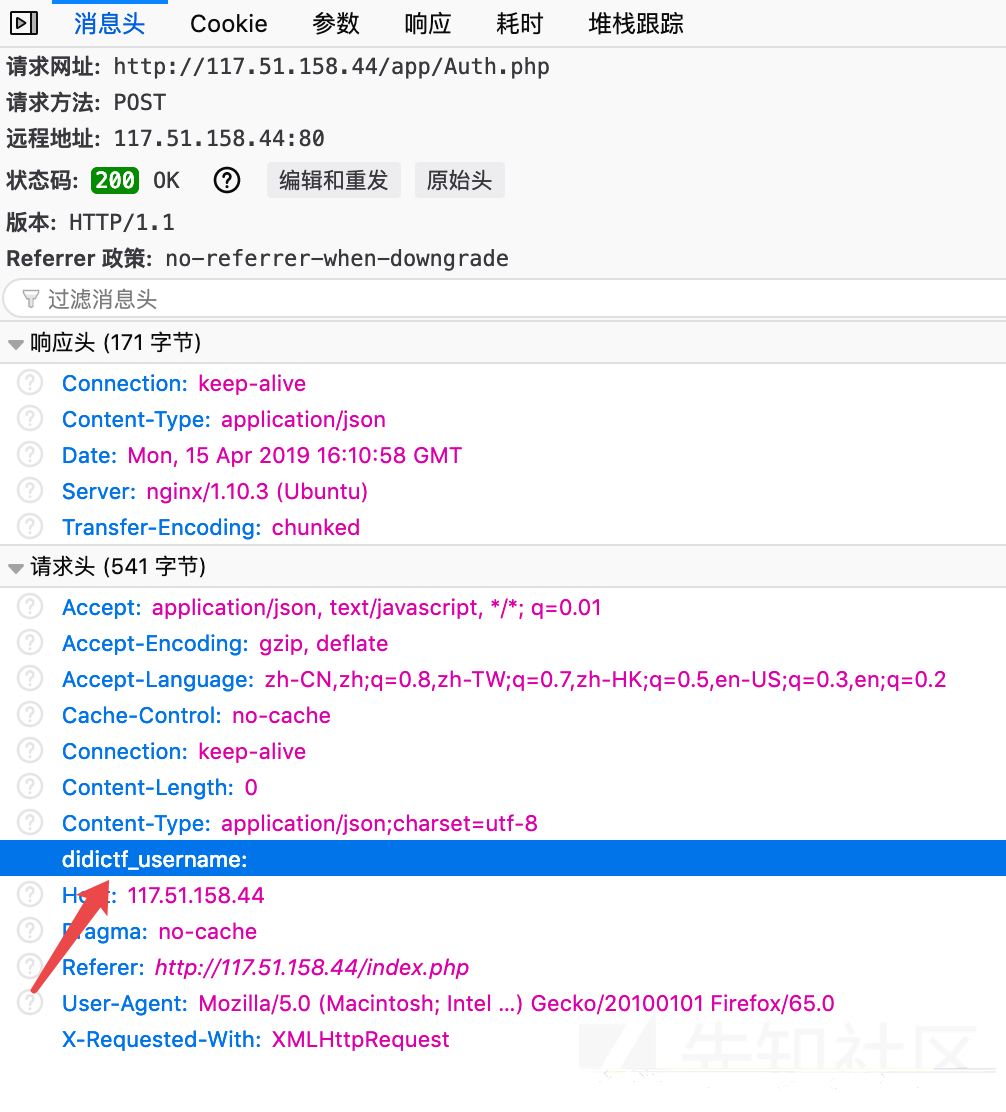 消息头 Cookie 参数 响应 耗时 堆栈跟踪
请求网址: http://117.51.158.44/app/Auth.php
请求方法: POST
远程地址: 117.51.158.44:80
状态码: 200 OK ? 编辑和重发 原始头
版本: HTTP/1.1
Referrer 政策: no-referrer-when-downgrade
过滤消息头
响应头 (171 字节)
? Connection: keep-alive
? Content-Type: application/json
? Date: Mon, 15 Apr 2019 16:10:58 GMT
? Server: nginx/1.10.3 (Ubuntu)
? Transfer-Encoding: chunked
请求头 (541 字节)
? Accept: application/json, text/javascript, */*; q=0.01
? Accept-Encoding: gzip, deflate
? Accept-Language: zh-CN,zh;q=0.8,zh-TW;q=0.7,zh-HK;q=0.5,en-US;q=0.3,en;q=0.2
? Cache-Control: no-cache
? Connection: keep-alive
? Content-Length: 0
? Content-Type: application/json;charset=utf-8
didictf_username:
? Host: 117.51.158.44
? Pragma: no-cache
? Referer: http://117.51.158.44/index.php
? User-Agent: Mozilla/5.0 (Macintosh; Intel ...) Gecko/20100101 Firefox/65.0
X-Requested-With: XMLHttpRequest
先知社区